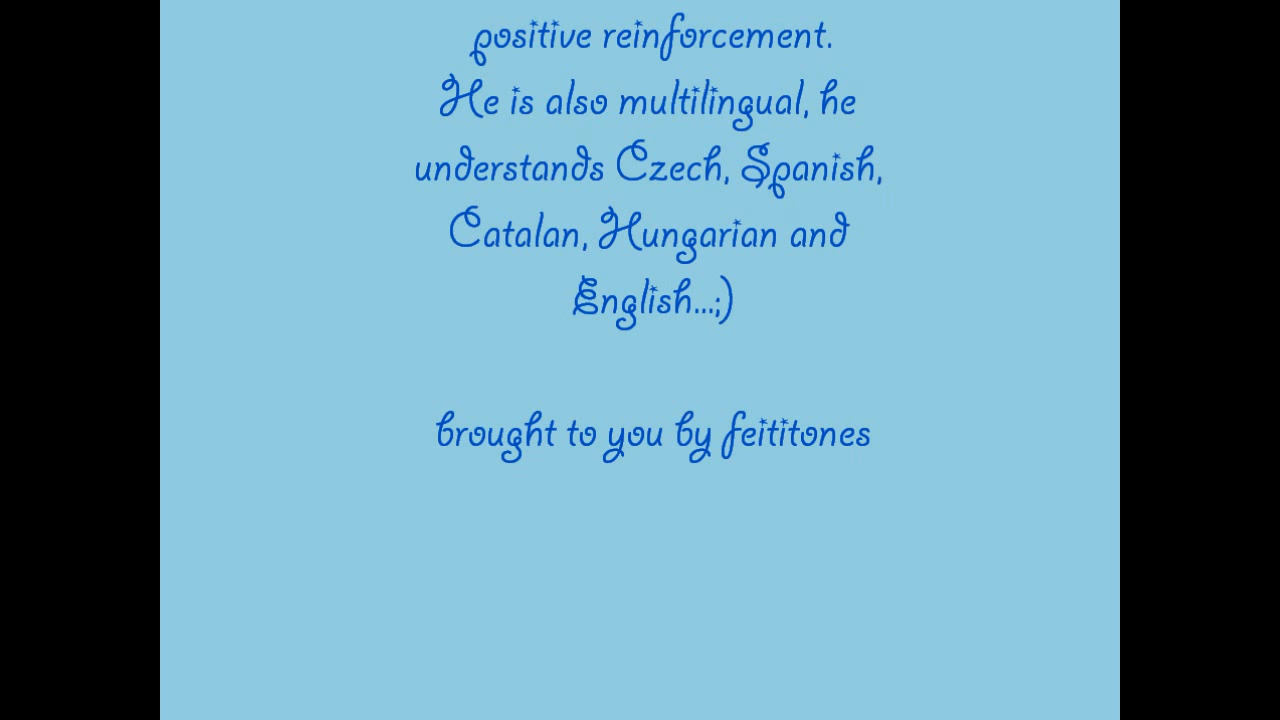 positive reinforcement.
He is also multilingual, he
understands Czech, Spanish,
Catalan, Hungarian and
English...;)
brought to you by feititones